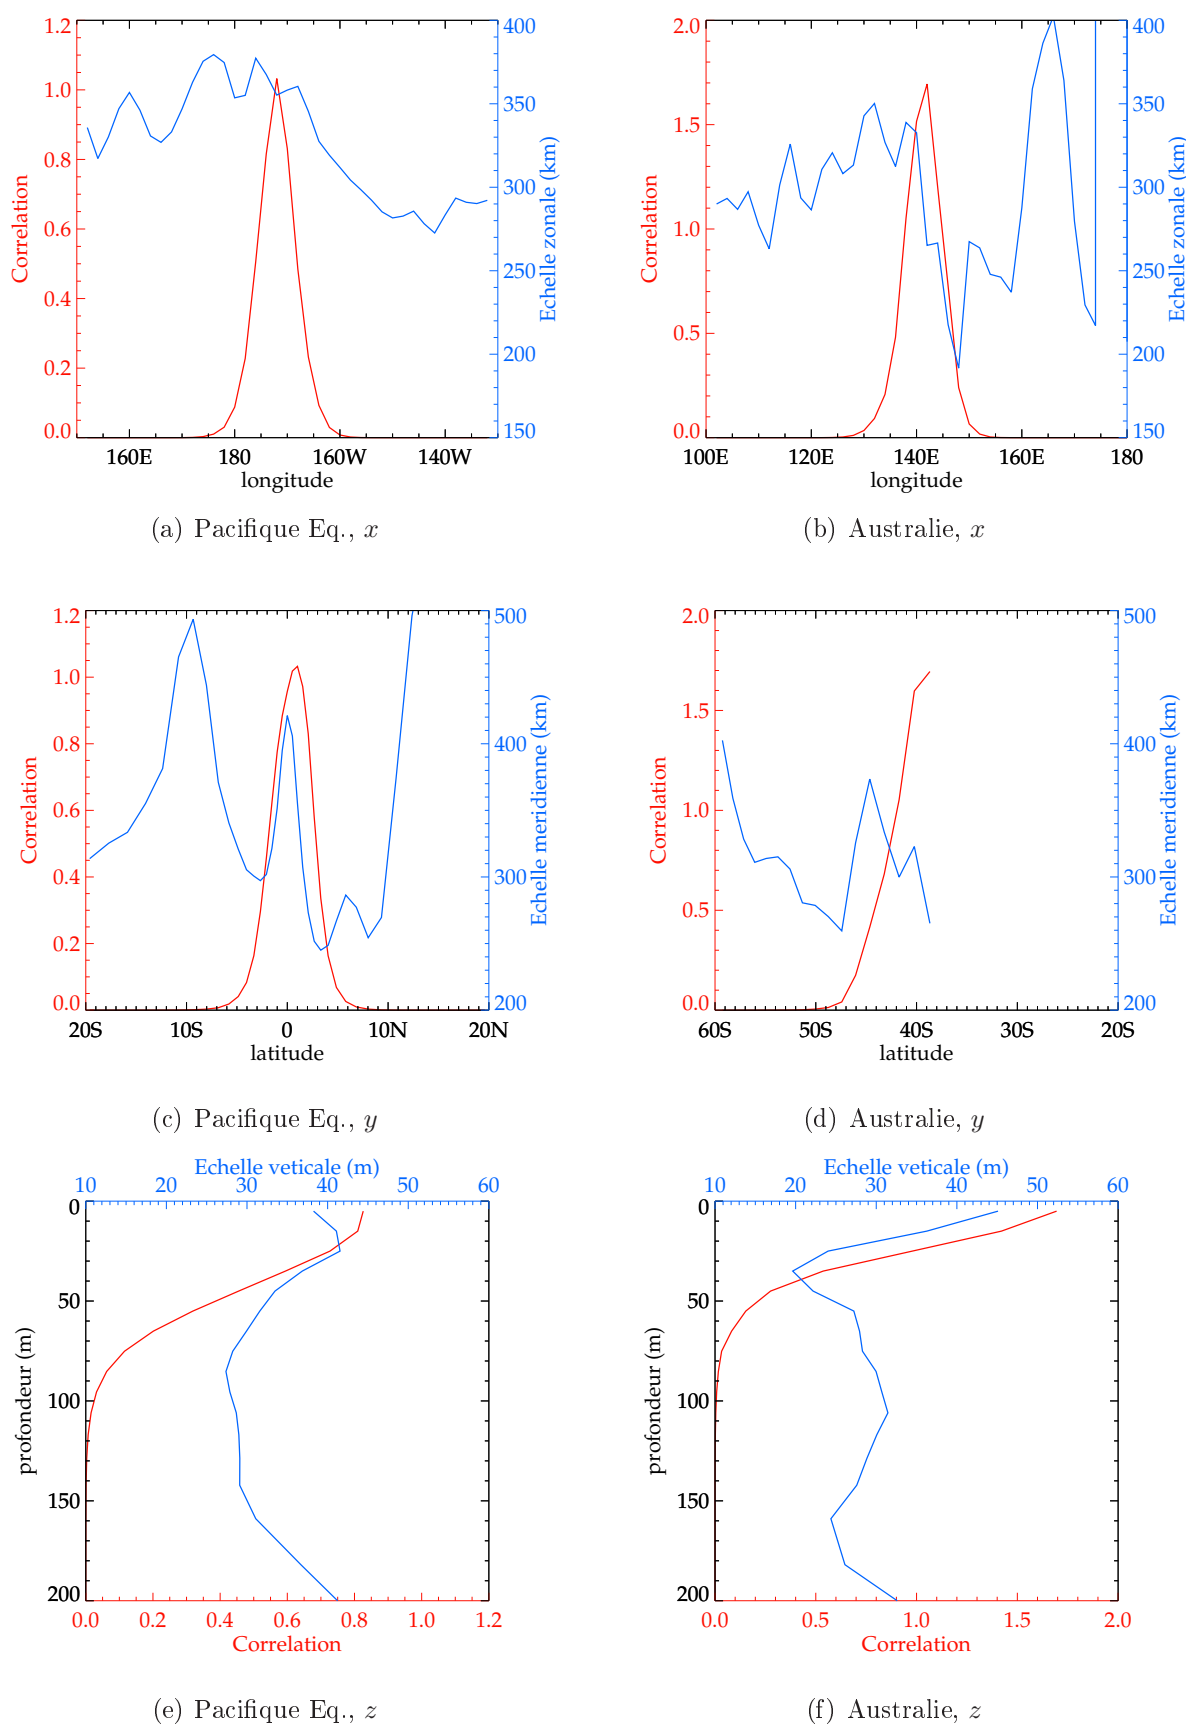 1.2
1.0
0.8
0.6
0.4
0.2
0.0
Correlation
400
350
300
250
200
150
Echelle zonale (km)
160E 180 160W 140W
longitude
(a) Pacifique Eq., x
2.0
1.5
1.0
0.5
0.0
Correlation
400
350
300
250
200
150
Echelle zonale (km)
100E 120E 140E 160E 180
longitude
(b) Australie, x
1.2
1.0
0.8
0.6
0.4
0.2
0.0
Correlation
500
400
300
200
Echelle meridienne (km)
20S 10S 0 10N 20N
latitude
(c) Pacifique Eq., y
2.0
1.5
1.0
0.5
0.0
Correlation
500
400
300
200
Echelle meridienne (km)
60S 50S 40S 30S 20S
latitude
(d) Australie, y
Echelle veticale (m)
10 20 30 40 50 60
0
50
100
150
200
profondeur (m)
0.0 0.2 0.4 0.6 0.8 1.0 1.2
Correlation
(e) Pacifique Eq., z
Echelle veticale (m)
10 20 30 40 50 60
0
50
100
150
200
profondeur (m)
0.0 0.5 1.0 1.5 2.0
Correlation
(f) Australie, z